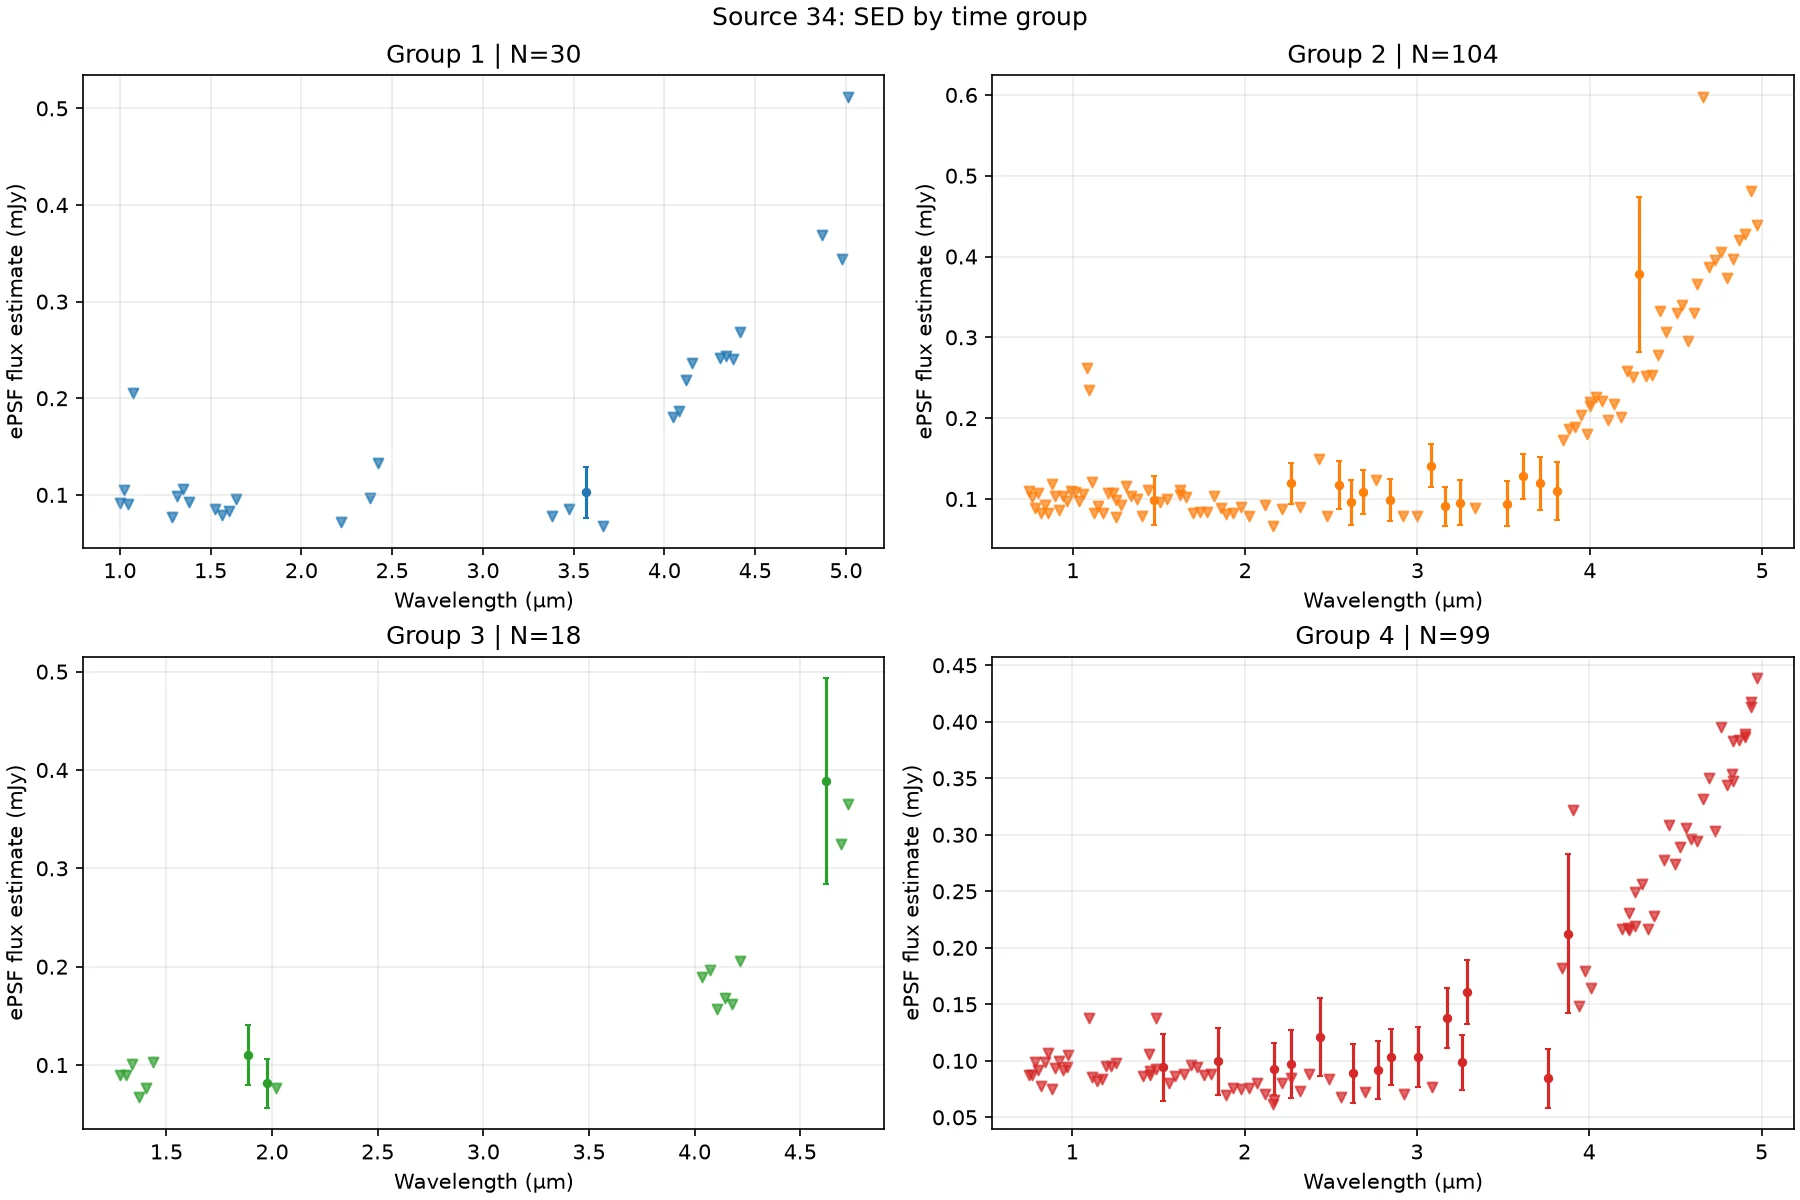 Source 34: SED by time group
Group 1 | N=30
ePSF flux estimate (mJy)
0.5
0.4
0.3
0.2
0.1
1.0 1.5 2.0 2.5 3.0 3.5 4.0 4.5 5.0
Wavelength (μm)
Group 2 | N=104
ePSF flux estimate (mJy)
0.6
0.5
0.4
0.3
0.2
0.1
1 2 3 4 5
Wavelength (μm)
Group 3 | N=18
ePSF flux estimate (mJy)
0.5
0.4
0.3
0.2
0.1
1.5 2.0 2.5 3.0 3.5 4.0 4.5
Wavelength (μm)
Group 4 | N=99
ePSF flux estimate (mJy)
0.45
0.40
0.35
0.30
0.25
0.20
0.15
0.10
0.05
1 2 3 4 5
Wavelength (μm)